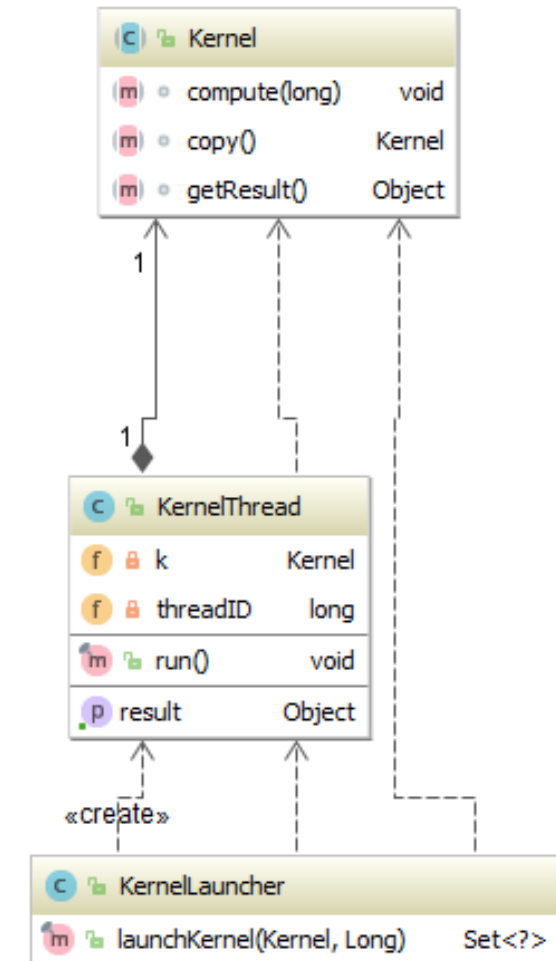 C Kernel
m compute(long) void
m copy() Kernel
m getResult() Object
1
1
C KernelThread
f k Kernel
f threadID long
m run() void
p result Object
«create»
C KernelLauncher
m launchKernel(Kernel, Long) Set<?>